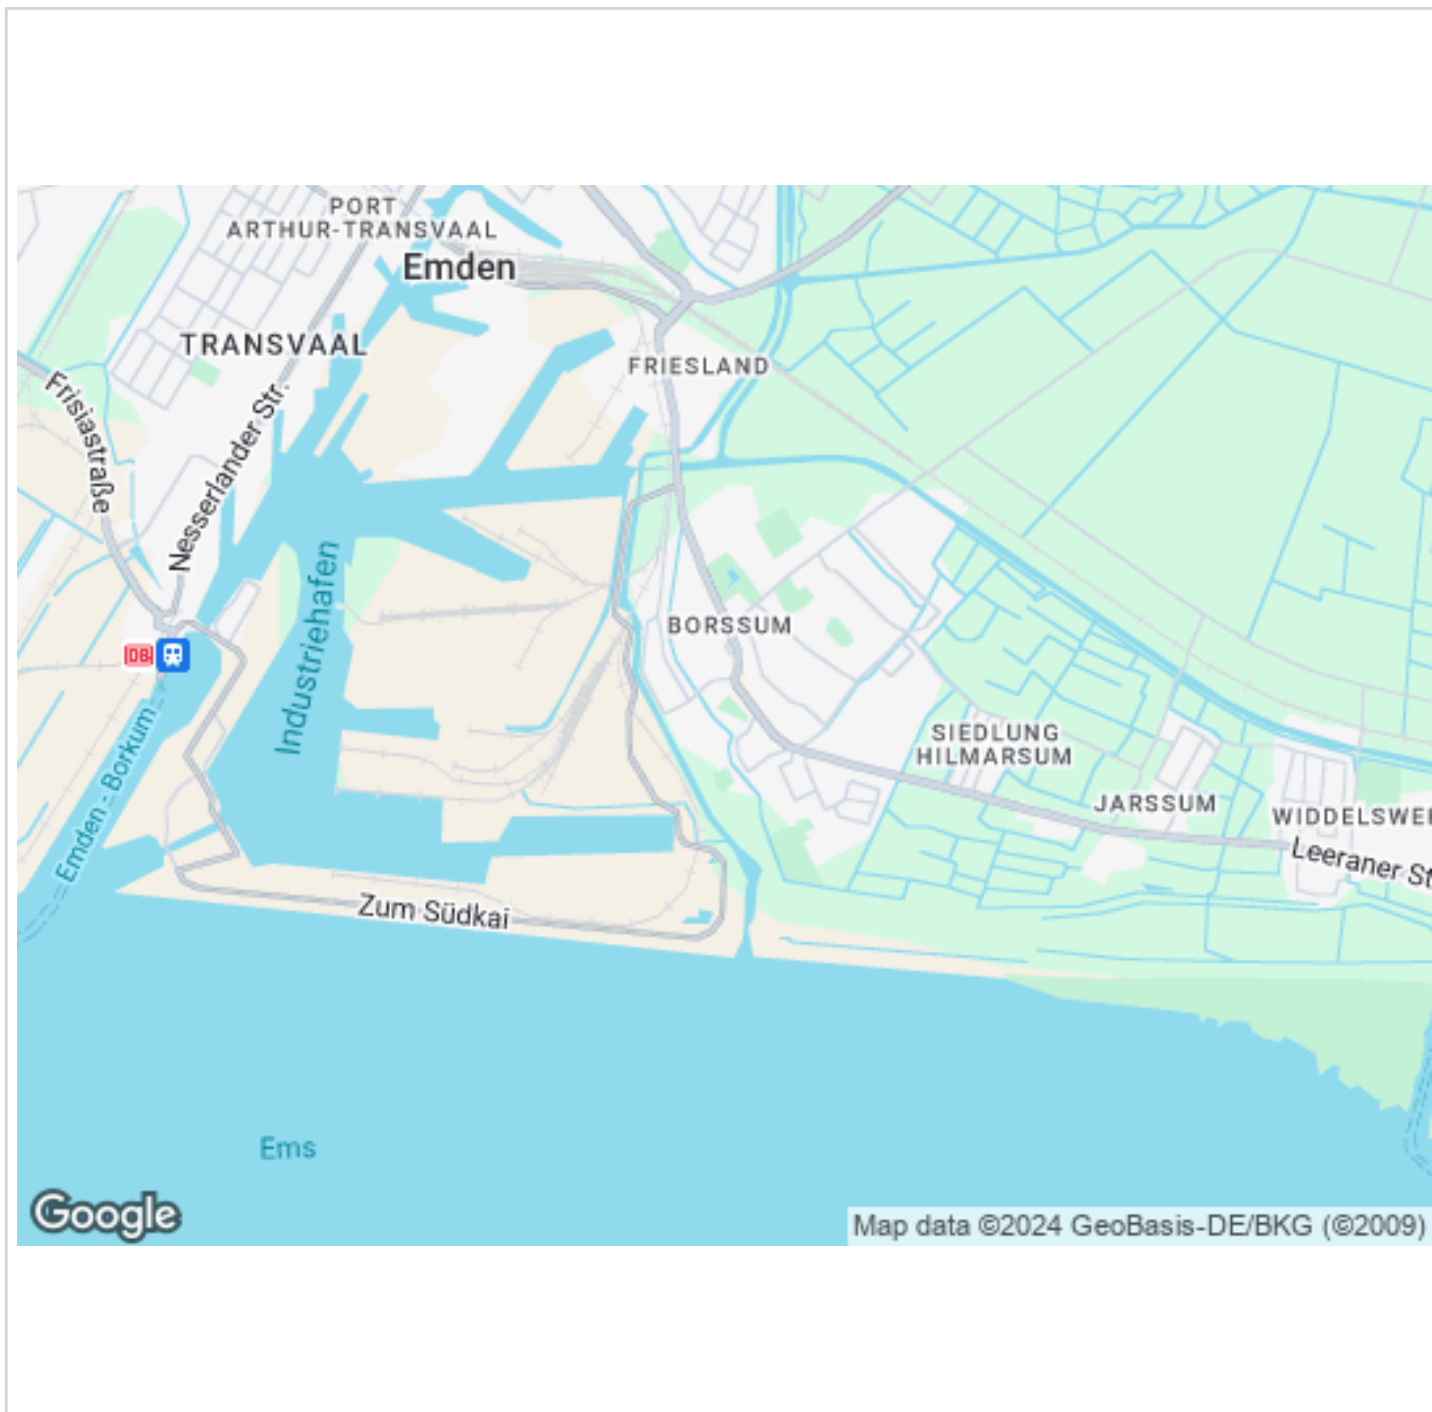 PORT
ARTHUR-TRANSVAAL
Emden
TRANSVAAL
FRIESLAND
Frisiastraße
Nesserlander Str.
Industriehafen
BORSSUM
DB
Emden - Borkum
SIEDLUNG
HILMARSUM
JARSSUM
WIDDELSWE
Leeraner St
Zum Südkai
Ems
Google
Map data ©2024 GeoBasis-DE/BKG (©2009)